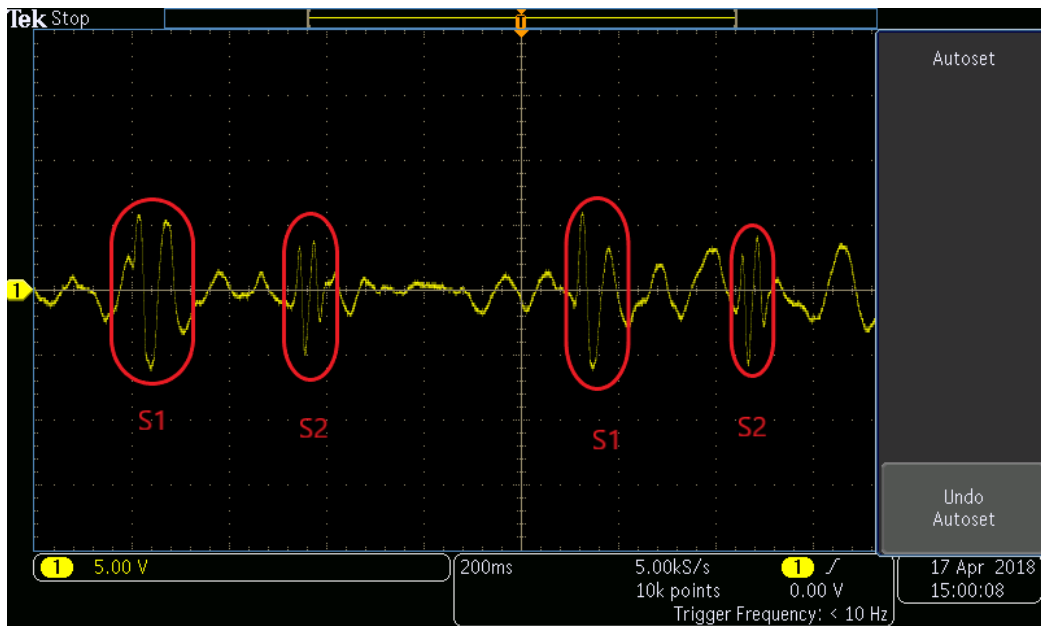 Tek Stop
T
Autoset
1
S1
S2
S1
S2
Undo
Autoset
1 5.00 V
200ms 5.00kS/s 1
10k points 0.00 V
Trigger Frequency: < 10 Hz
17 Apr 2018
15:00:08